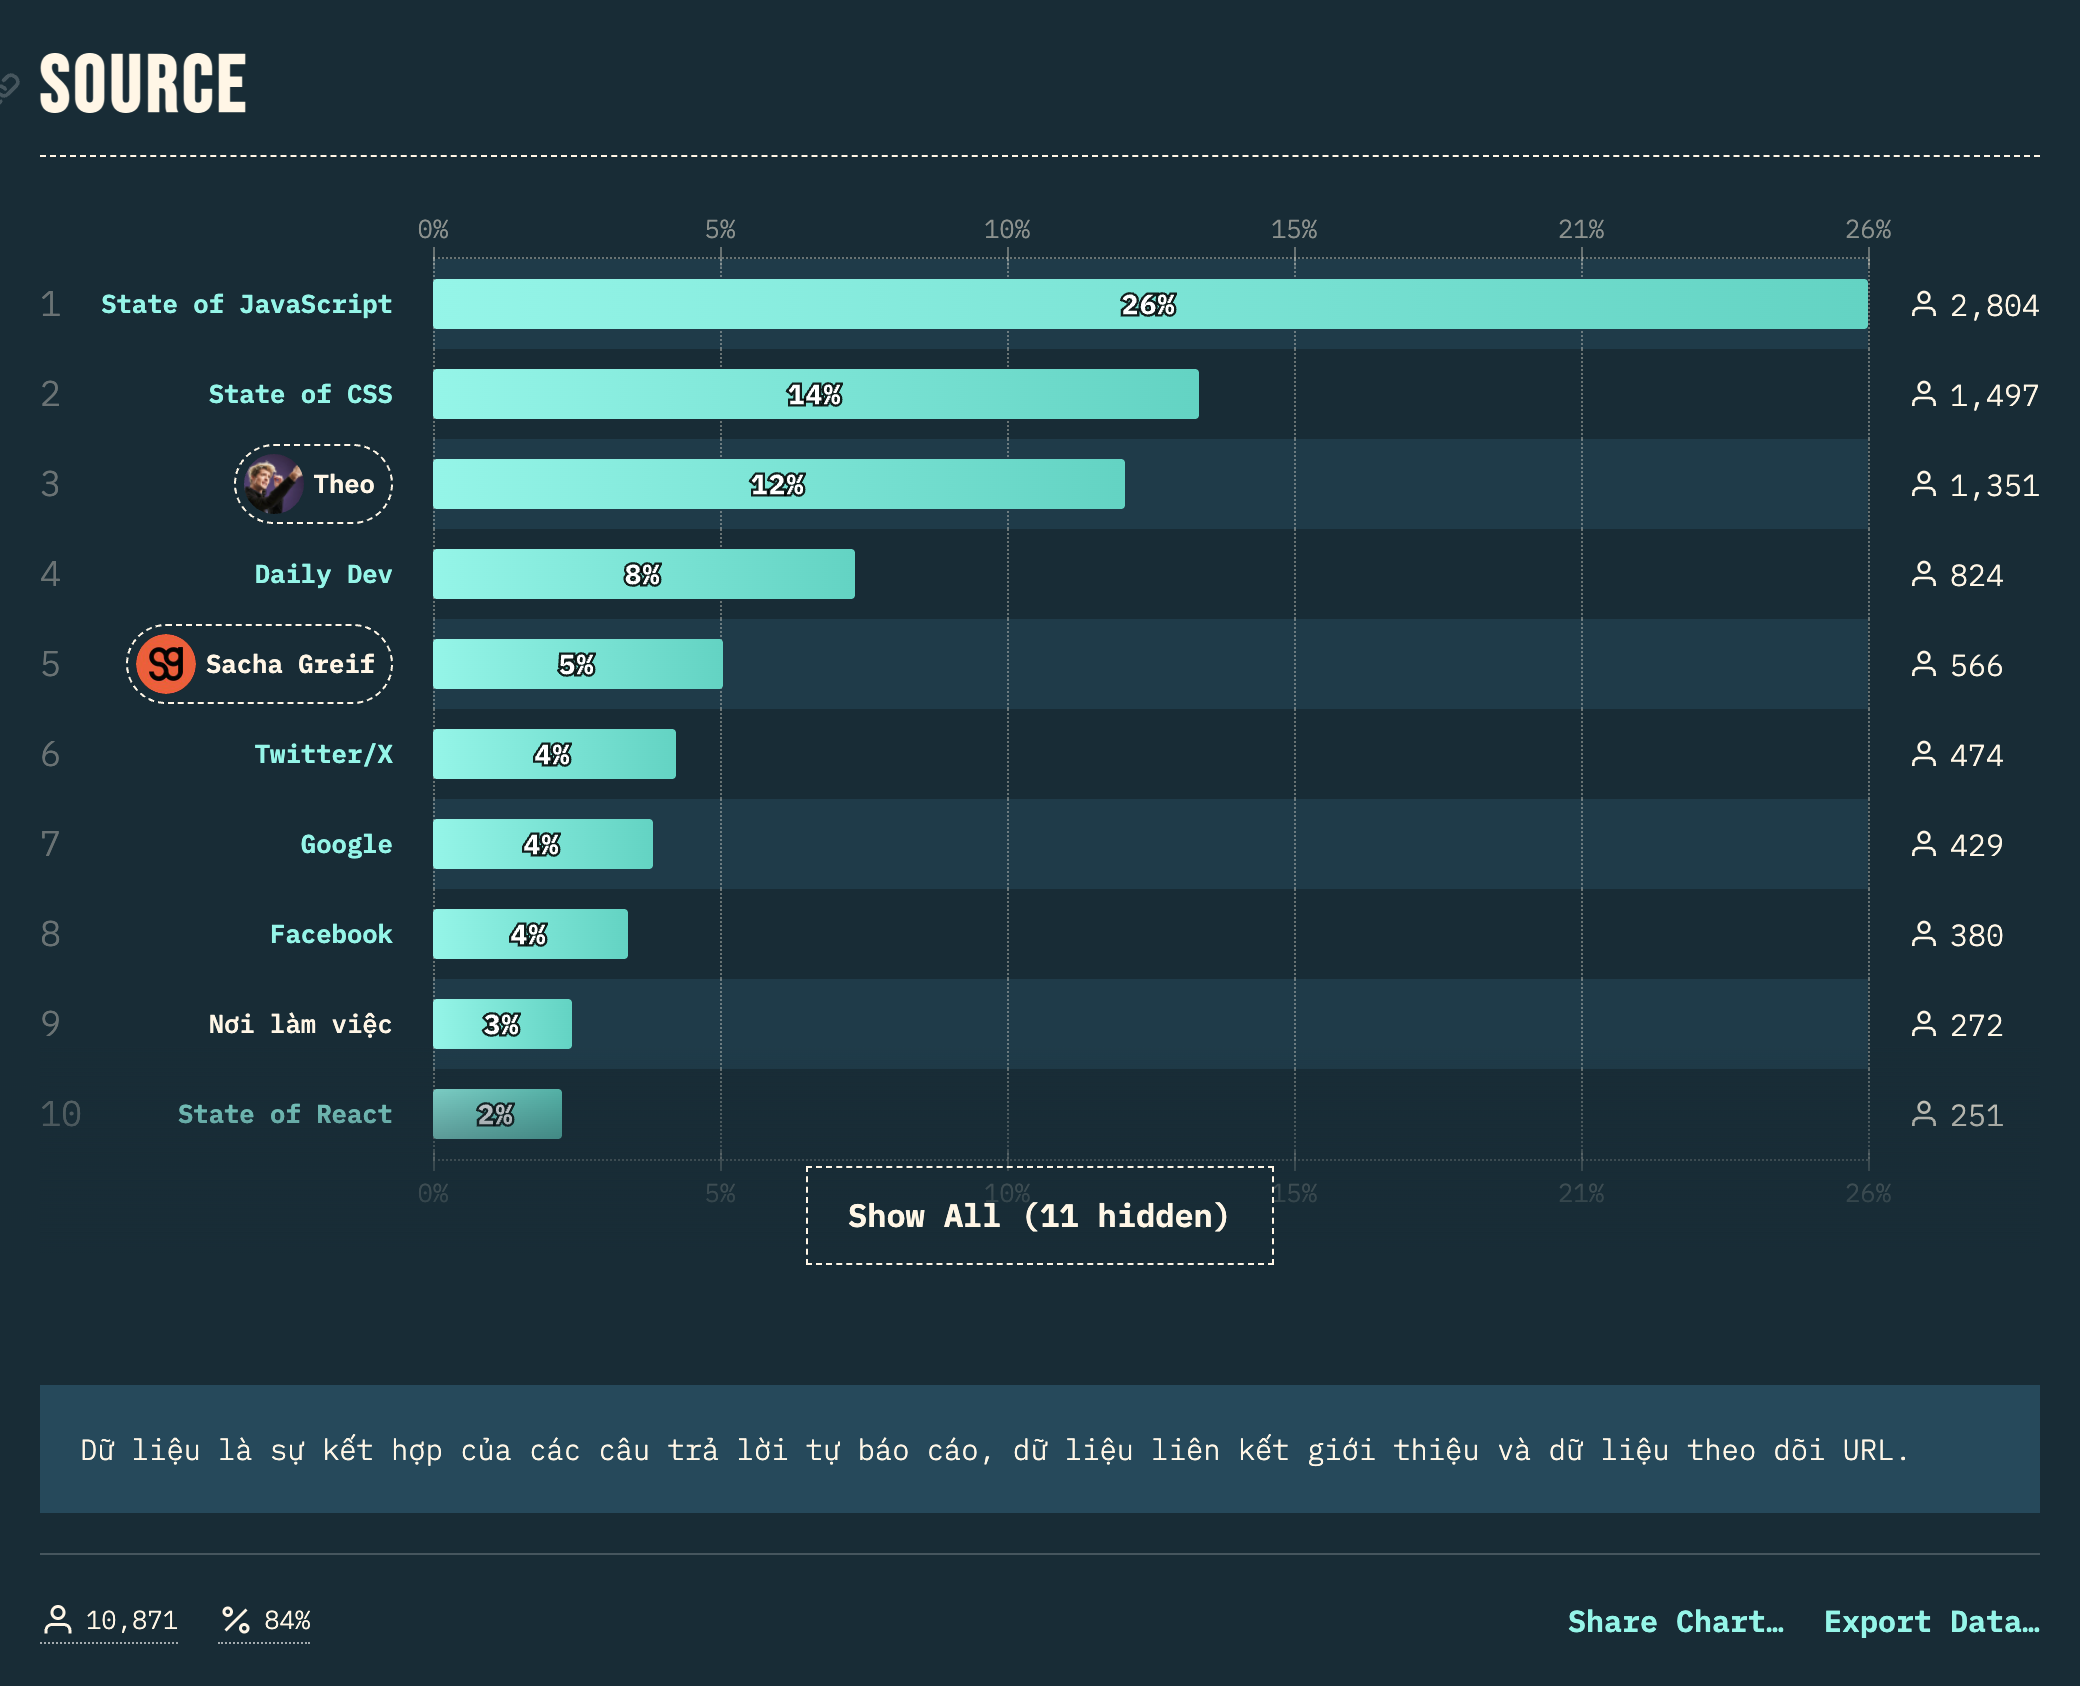 SOURCE
0% 5% 10% 15% 21% 26%
1 State of JavaScript 26% 2,804
2 State of CSS 14% 1,497
3 Theo 12% 1,351
4 Daily Dev 8% 824
5 SG Sacha Greif 5% 566
6 Twitter/X 4% 474
7 Google 4% 429
8 Facebook 4% 380
9 Nơi làm việc 3% 272
10 State of React 2% 251
0% 5% 10% 15% 21% 26%
Show All (11 hidden)
Dữ liệu là sự kết hợp của các câu trả lời tự báo cáo, dữ liệu liên kết giới thiệu và dữ liệu theo dõi URL.
10,871 % 84% Share Chart… Export Data…